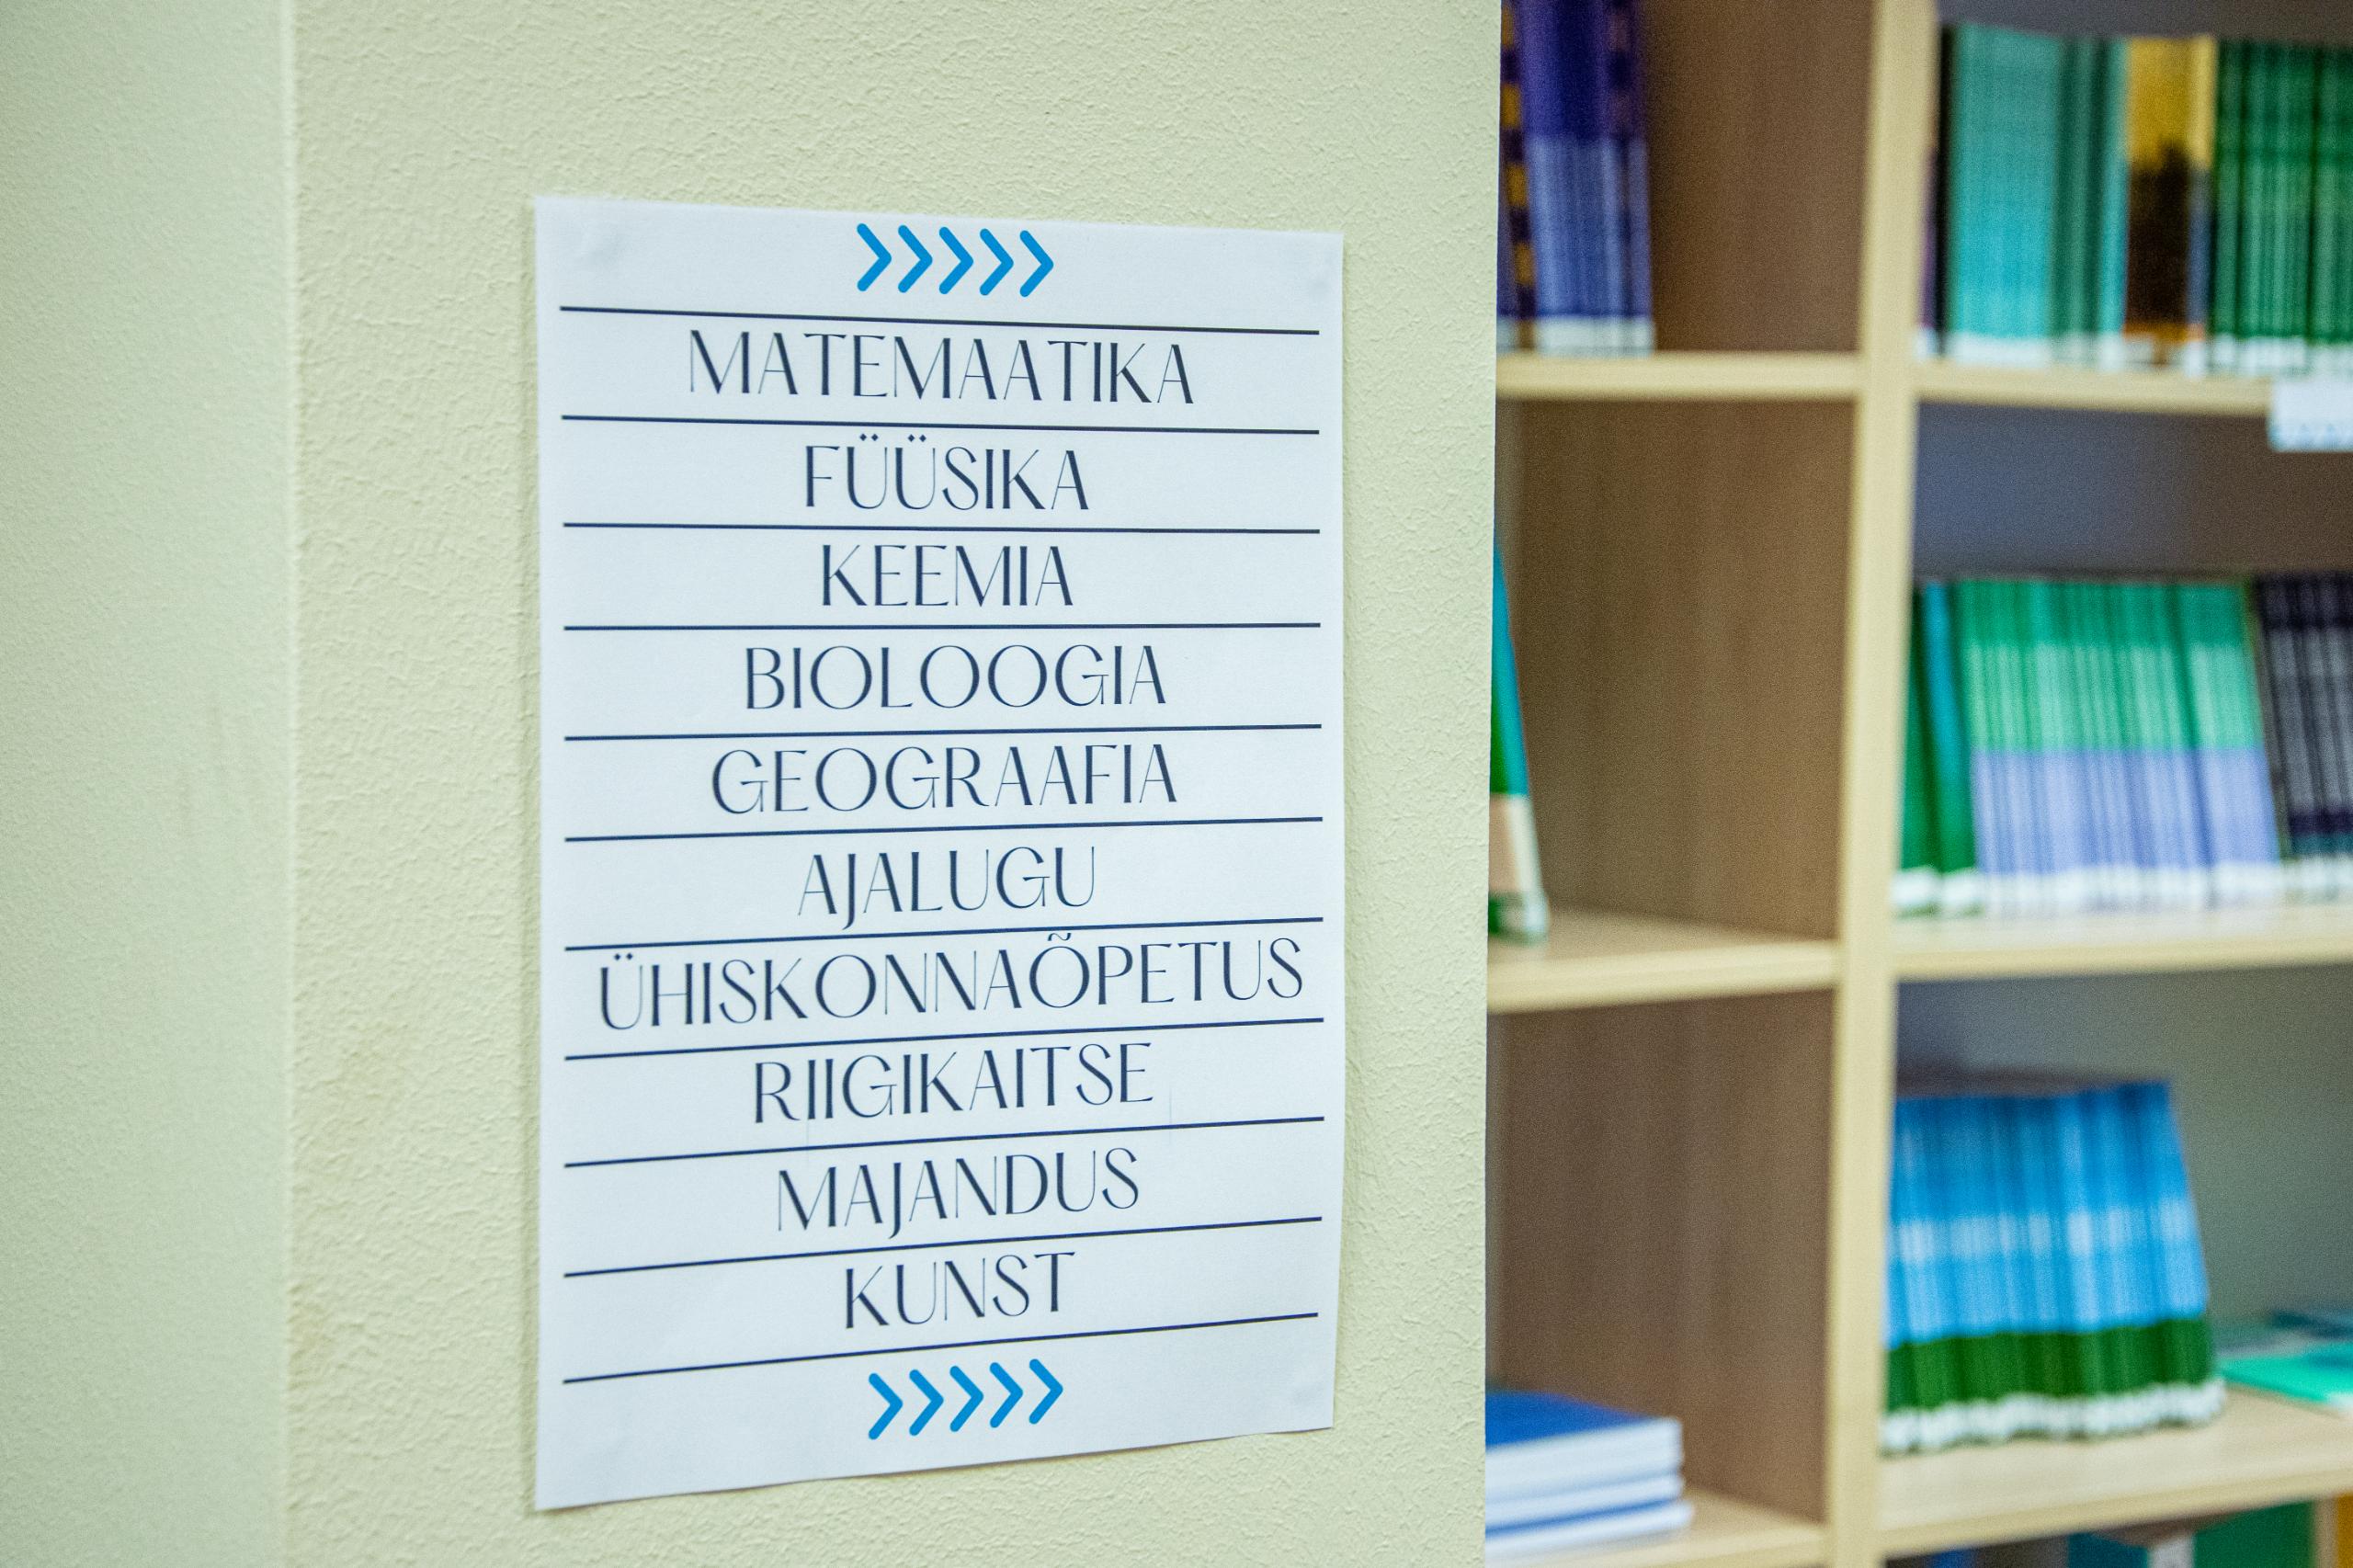 >>>>>
MATEMAATIKA
FÜÜSIKA
KEEMIA
BIOLOOGIA
GEOGRAAFIA
AJALUGU
ÜHISKONNAÕPETUS
RIIGIKAITSE
MAJANDUS
KUNST
>>>>>